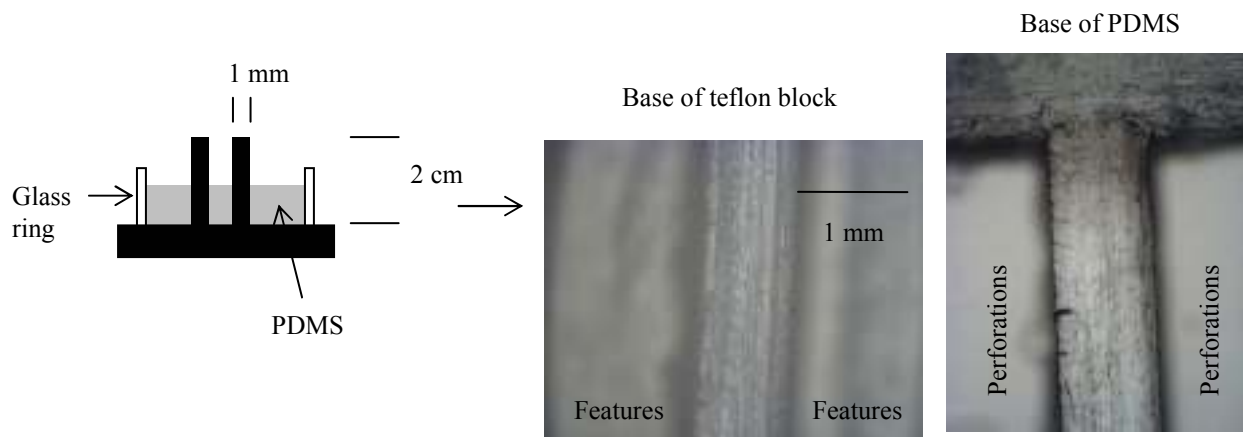 1 mm
Glass
ring
2 cm
PDMS
Base of teflon block
1 mm
Features
Features
Base of PDMS
Perforations
Perforations